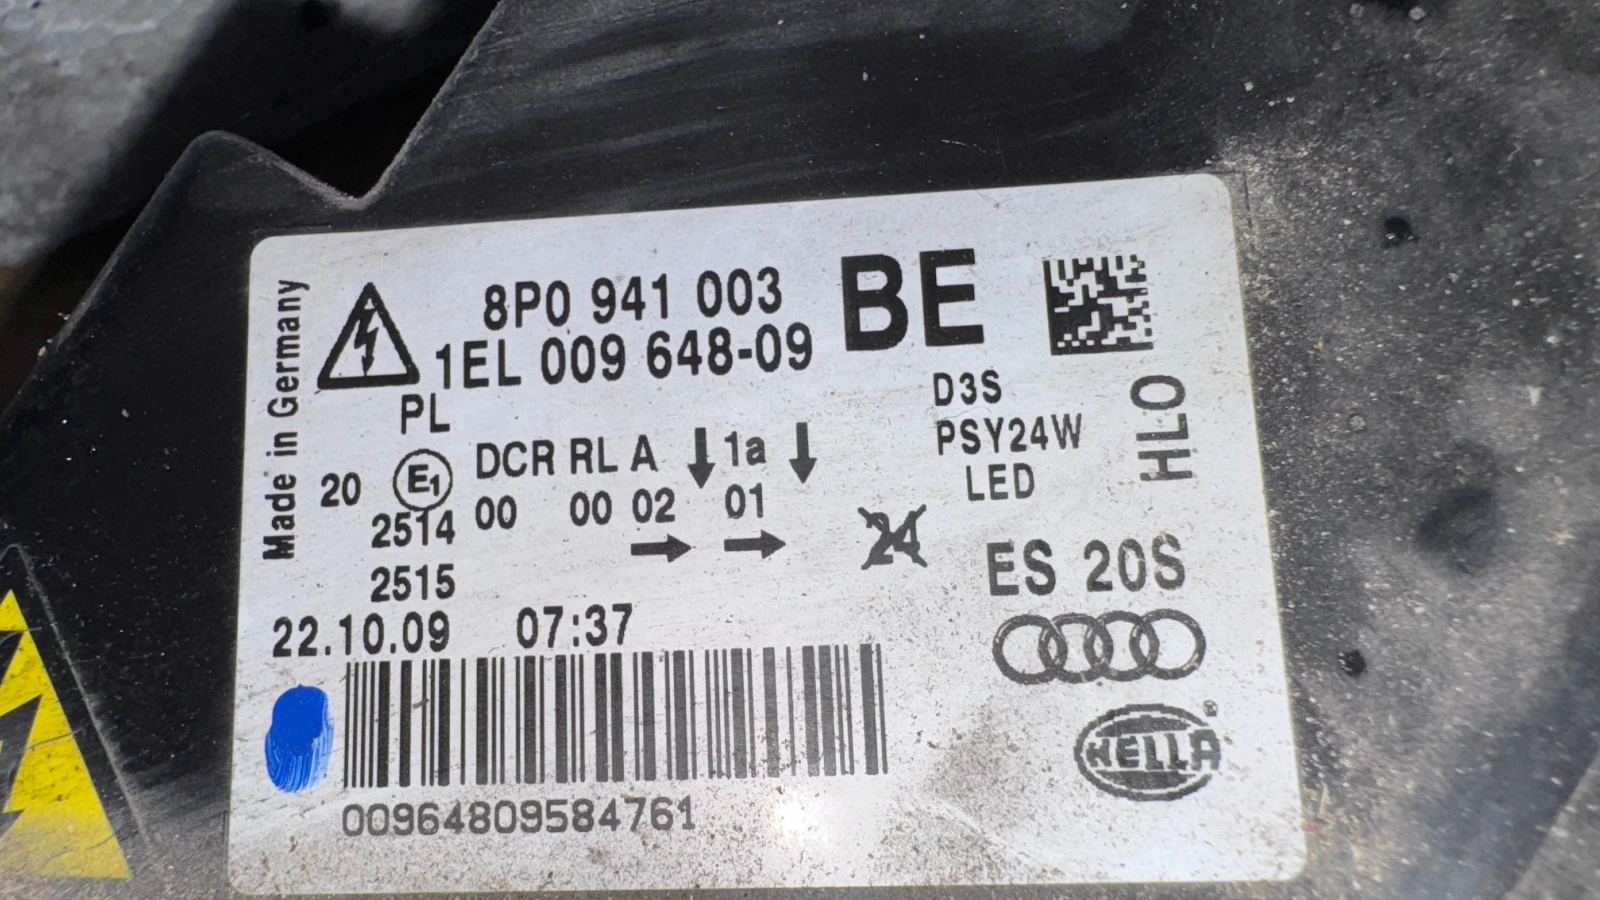 Made in Germany
8P0 941 003
1EL 009 648-09
BE
PL
DCR RL A 1a
20 E1 00 00 02 01
2514
2515
24
D3S
PSY24W
LED
HLO
ES 20S
22.10.09 07:37
00964809584761
HELLA